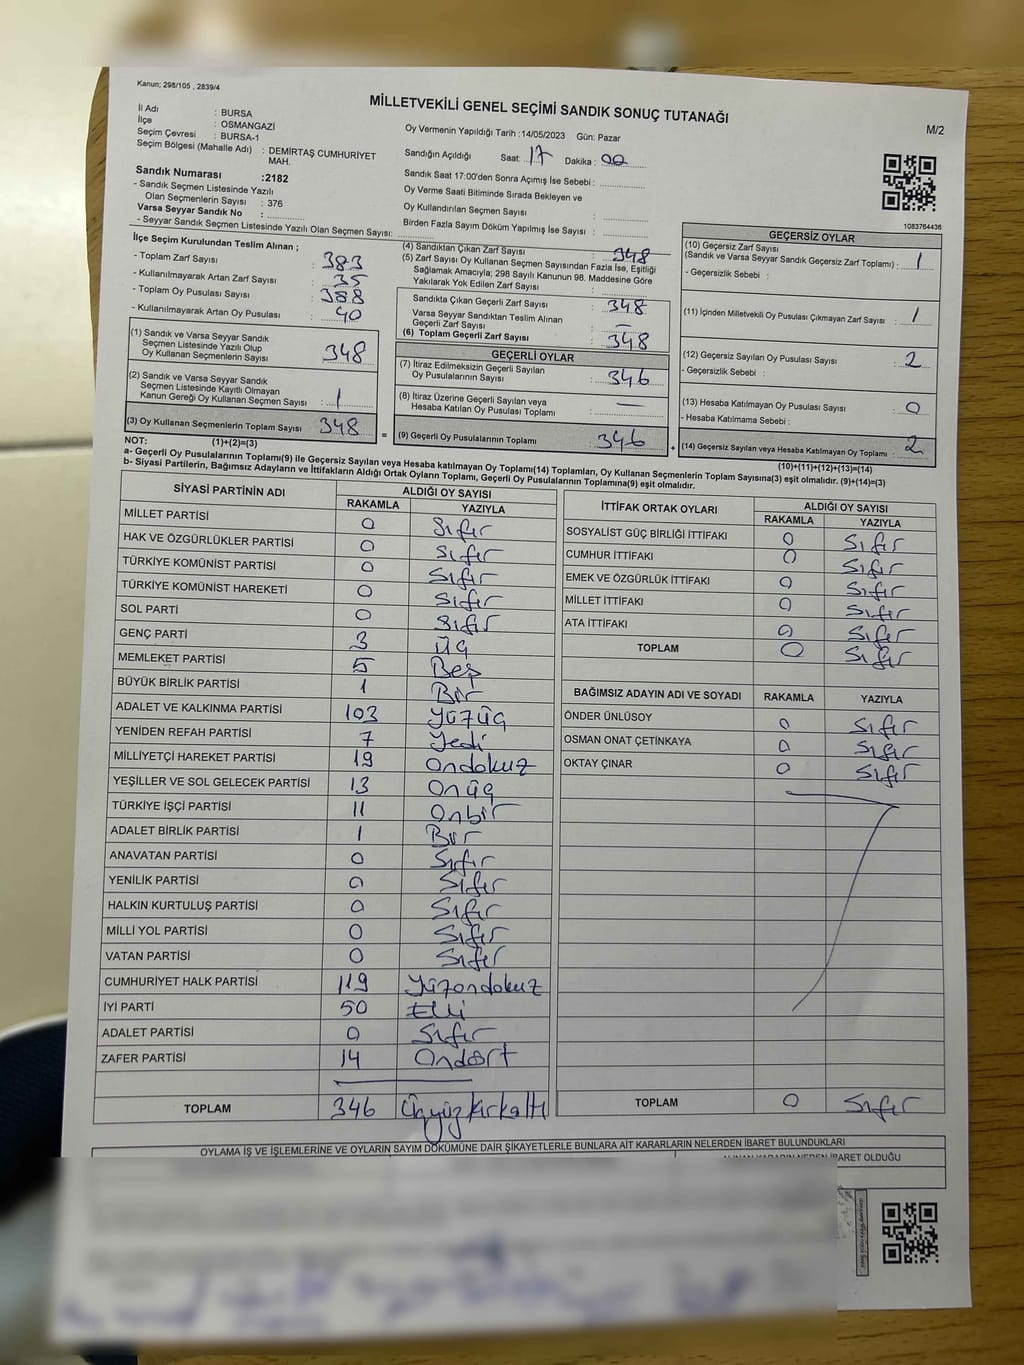 Kanun; 298/105 , 2839/4
MİLLETVEKİLİ GENEL SEÇİMİ SANDIK SONUÇ TUTANAĞI
M/2
İl Adı : BURSA
İlçe : OSMANGAZİ
Seçim Çevresi : BURSA-1
Seçim Bölgesi (Mahalle Adı) : DEMİRTAŞ CUMHURİYET
MAH.
Sandık Numarası :2182
- Sandık Seçmen Listesinde Yazılı
Olan Seçmenlerin Sayısı : 376
Varsa Seyyar Sandık No :
- Seyyar Sandık Seçmen Listesinde Yazılı Olan Seçmen Sayısı:
Oy Vermenin Yapıldığı Tarih :14/05/2023 Gün: Pazar
Sandığın Açıldığı Saat: 17 Dakika : 00
Sandık Saat 17:00'den Sonra Açımış İse Sebebi :
Oy Verme Saati Bitiminde Sırada Bekleyen ve
Oy Kullandırılan Seçmen Sayısı :
Birden Fazla Sayım Döküm Yapılmış İse Sayısı :
1083764436
İlçe Seçim Kurulundan Teslim Alınan ;
- Toplam Zarf Sayısı : 383
- Kullanılmayarak Artan Zarf Sayısı : 35
- Toplam Oy Pusulası Sayısı : 388
- Kullanılmayarak Artan Oy Pusulası : 40
(1) Sandık ve Varsa Seyyar Sandık
Seçmen Listesinde Yazılı Olup
Oy Kullanan Seçmenlerin Sayısı : 348
(2) Sandık ve Varsa Seyyar Sandık
Seçmen Listesinde Kayıtlı Olmayan
Kanun Gereği Oy Kullanan Seçmen Sayısı : 1
(3) Oy Kullanan Seçmenlerin Toplam Sayısı 348
(4) Sandıktan Çıkan Zarf Sayısı : 348
(5) Zarf Sayısı Oy Kullanan Seçmen Sayısından Fazla İse, Eşitliği
Sağlamak Amacıyla; 298 Sayılı Kanunun 98. Maddesine Göre
Yakılarak Yok Edilen Zarf Sayısı :
Sandıkta Çıkan Geçerli Zarf Sayısı : 348
Varsa Seyyar Sandıktan Teslim Alınan
Geçerli Zarf Sayısı : —
(6) Toplam Geçerli Zarf Sayısı : 348
GEÇERLİ OYLAR
(7) İtiraz Edilmeksizin Geçerli Sayılan
Oy Pusulalarının Sayısı : 346
(8) İtiraz Üzerine Geçerli Sayılan veya
Hesaba Katılan Oy Pusulası Toplamı : —
= (9) Geçerli Oy Pusulalarının Toplamı : 346
GEÇERSİZ OYLAR
(10) Geçersiz Zarf Sayısı
(Sandık ve Varsa Seyyar Sandık Geçersiz Zarf Toplamı) : 1
- Geçersizlik Sebebi :
(11) İçinden Milletvekili Oy Pusulası Çıkmayan Zarf Sayısı : 1
(12) Geçersiz Sayılan Oy Pusulası Sayısı : 2
- Geçersizlik Sebebi :
(13) Hesaba Katılmayan Oy Pusulası Sayısı : 0
- Hesaba Katılmama Sebebi :
+ (14) Geçersiz Sayılan veya Hesaba Katılmayan Oy Toplamı : 2
NOT: (1)+(2)=(3)
(10)+(11)+(12)+(13)=(14)
a- Geçerli Oy Pusulalarının Toplamı(9) ile Geçersiz Sayılan veya Hesaba katılmayan Oy Toplamı(14) Toplamları, Oy Kullanan Seçmenlerin Toplam Sayısına(3) eşit olmalıdır. (9)+(14)=(3)
b- Siyasi Partilerin, Bağımsız Adayların ve İttifakların Aldığı Ortak Oyların Toplamı, Geçerli Oy Pusulalarının Toplamına(9) eşit olmalıdır.
SİYASİ PARTİNİN ADI ALDIĞI OY SAYISI
RAKAMLA YAZIYLA
MİLLET PARTİSİ 0 Sıfır
HAK VE ÖZGÜRLÜKLER PARTİSİ 0 Sıfır
TÜRKİYE KOMÜNİST PARTİSİ 0 Sıfır
TÜRKİYE KOMÜNİST HAREKETİ 0 Sıfır
SOL PARTİ 0 Sıfır
GENÇ PARTİ 3 Üç
MEMLEKET PARTİSİ 5 Beş
BÜYÜK BİRLİK PARTİSİ 1 Bir
ADALET VE KALKINMA PARTİSİ 103 Yüzüç
YENİDEN REFAH PARTİSİ 7 Yedi
MİLLİYETÇİ HAREKET PARTİSİ 19 Ondokuz
YEŞİLLER VE SOL GELECEK PARTİSİ 13 Onüç
TÜRKİYE İŞÇİ PARTİSİ 11 Onbir
ADALET BİRLİK PARTİSİ 1 Bir
ANAVATAN PARTİSİ 0 Sıfır
YENİLİK PARTİSİ 0 Sıfır
HALKIN KURTULUŞ PARTİSİ 0 Sıfır
MİLLİ YOL PARTİSİ 0 Sıfır
VATAN PARTİSİ 0 Sıfır
CUMHURİYET HALK PARTİSİ 119 Yüzondokuz
İYİ PARTİ 50 Elli
ADALET PARTİSİ 0 Sıfır
ZAFER PARTİSİ 14 Ondört
TOPLAM 346 Üçyüzkırkaltı
İTTİFAK ORTAK OYLARI ALDIĞI OY SAYISI
RAKAMLA YAZIYLA
SOSYALİST GÜÇ BİRLİĞİ İTTİFAKI 0 Sıfır
CUMHUR İTTİFAKI 0 Sıfır
EMEK VE ÖZGÜRLÜK İTTİFAKI 0 Sıfır
MİLLET İTTİFAKI 0 Sıfır
ATA İTTİFAKI 0 Sıfır
TOPLAM 0 Sıfır
BAĞIMSIZ ADAYIN ADI VE SOYADI RAKAMLA YAZIYLA
ÖNDER ÜNLÜSOY 0 Sıfır
OSMAN ONAT ÇETİNKAYA 0 Sıfır
OKTAY ÇINAR 0 Sıfır
TOPLAM 0 Sıfır
OYLAMA İŞ VE İŞLEMLERİNE VE OYLARIN SAYIM DÖKÜMÜNE DAİR ŞİKAYETLERLE BUNLARA AİT KARARLARIN NELERDEN İBARET BULUNDUKLARI
ALINAN KARARIN NEDEN İBARET OLDUĞU